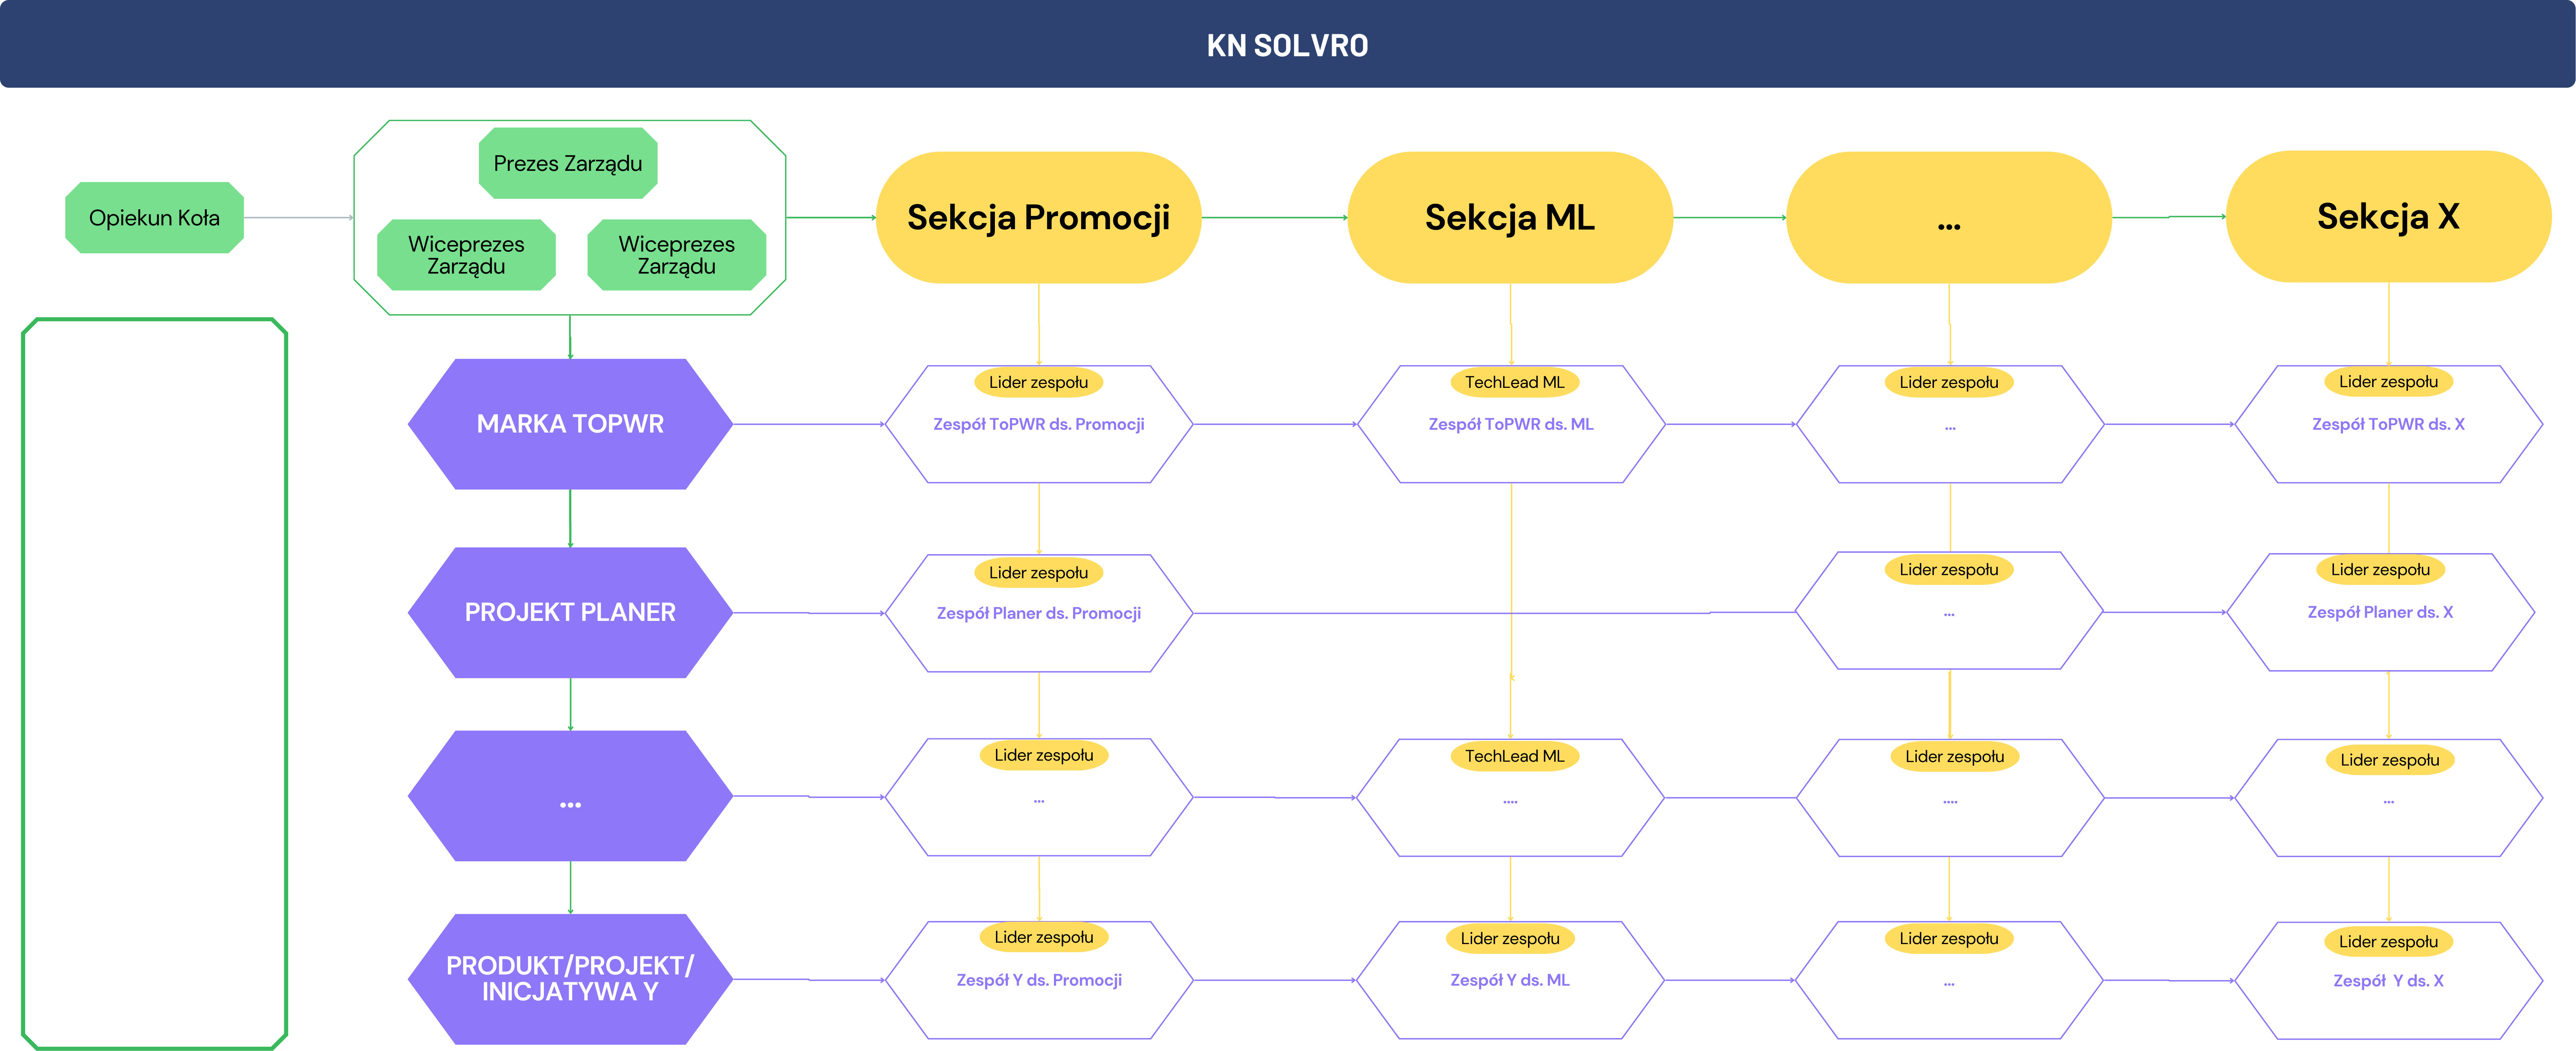 KN SOLVRO
Opiekun Koła
Prezes Zarządu
Wiceprezes
Zarządu
Wiceprezes
Zarządu
Sekcja Promocji
Sekcja ML
...
Sekcja X
MARKA TOPWR
Lider zespołu
Zespół ToPWR ds. Promocji
TechLead ML
Zespół ToPWR ds. ML
Lider zespołu
...
Lider zespołu
Zespół ToPWR ds. X
PROJEKT PLANER
Lider zespołu
Zespół Planer ds. Promocji
Lider zespołu
...
Lider zespołu
Zespół Planer ds. X
...
Lider zespołu
...
TechLead ML
....
Lider zespołu
....
Lider zespołu
...
PRODUKT/PROJEKT/
INICJATYWA Y
Lider zespołu
Zespół Y ds. Promocji
Lider zespołu
Zespół Y ds. ML
Lider zespołu
...
Lider zespołu
Zespół  Y ds. X